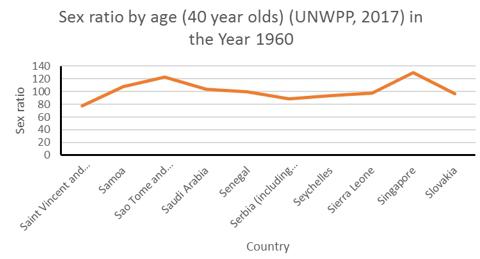 Sex ratio by age (40 year olds) (UNWPP, 2017) in
the Year 1960
140
120
100
80
60
40
20
0
Sex ratio
Saint Vincent and...
Samoa
Sao Tome and...
Saudi Arabia
Senegal
Serbia (including...
Seychelles
Sierra Leone
Singapore
Slovakia
Country